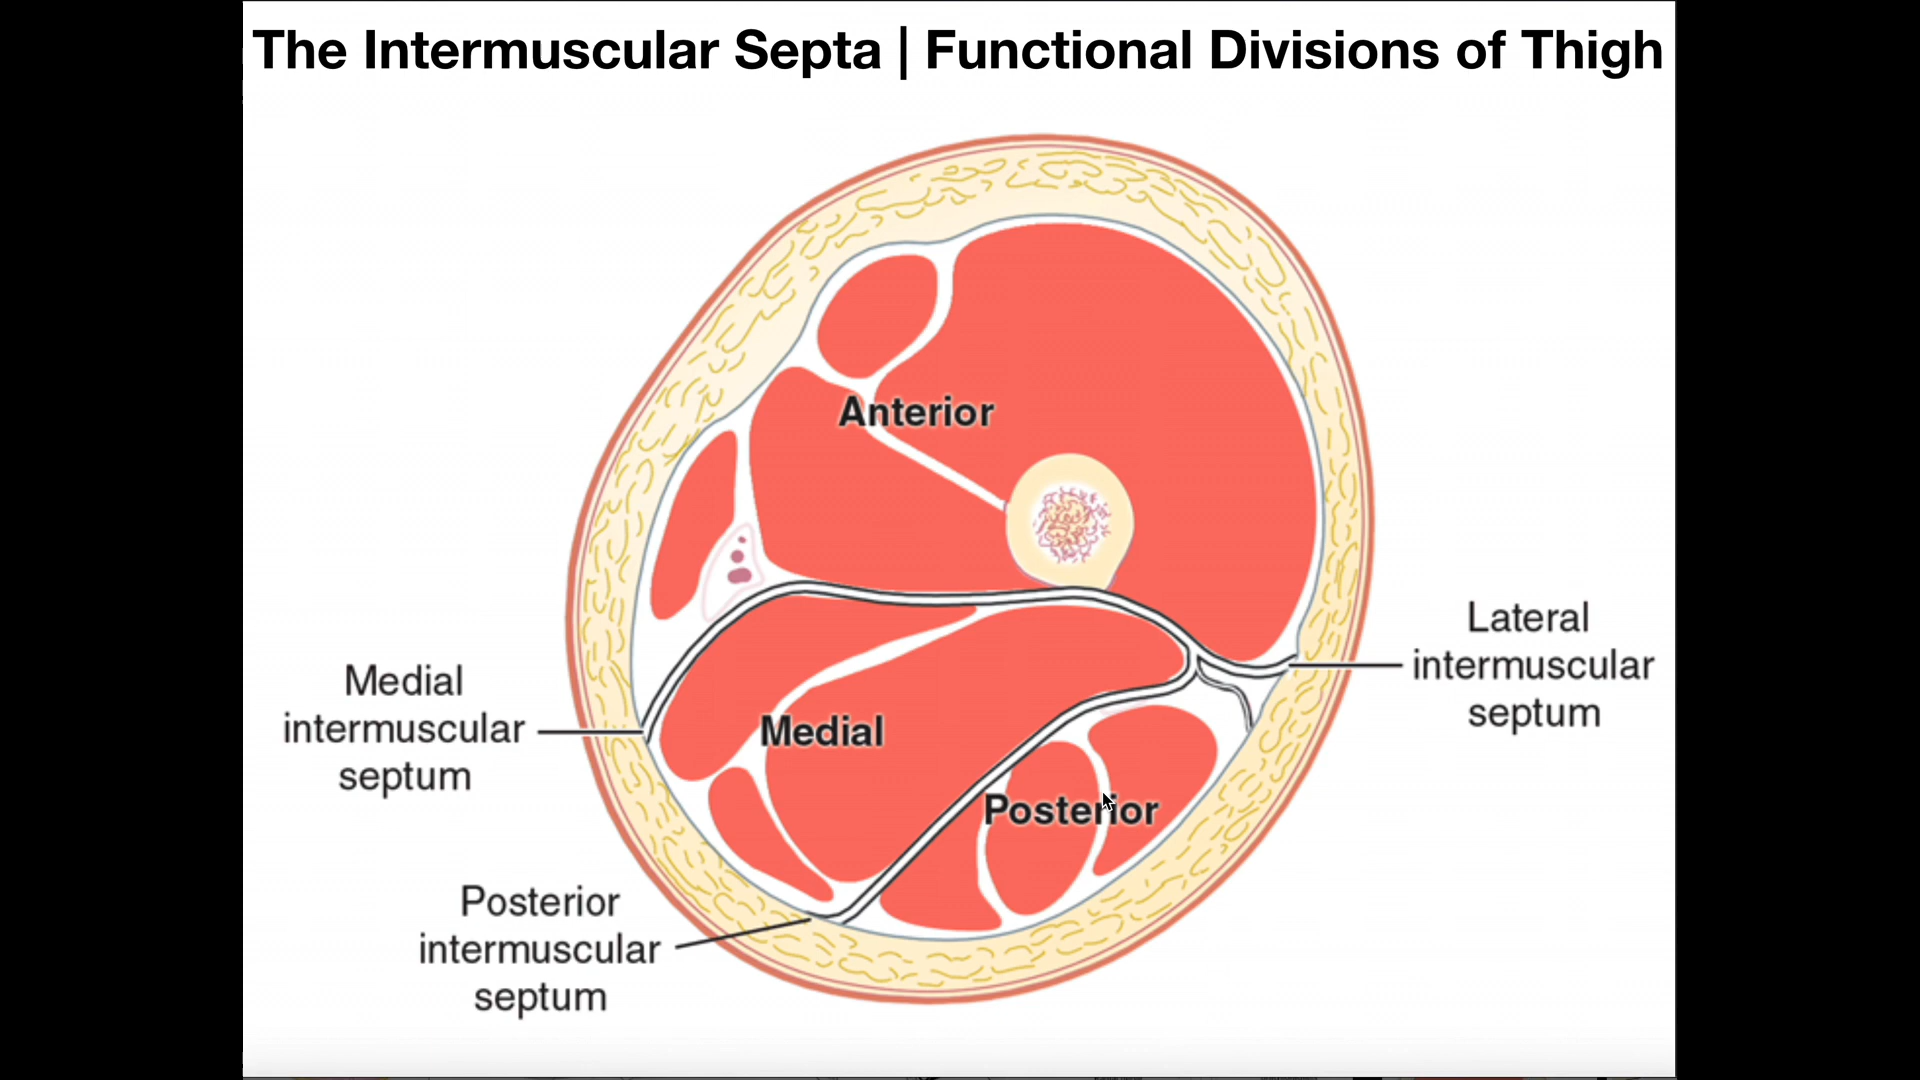 The Intermuscular Septa | Functional Divisions of Thigh
Anterior
Lateral
intermuscular
septum
Medial
intermuscular
septum
Medial
Posterior
Posterior
intermuscular
septum